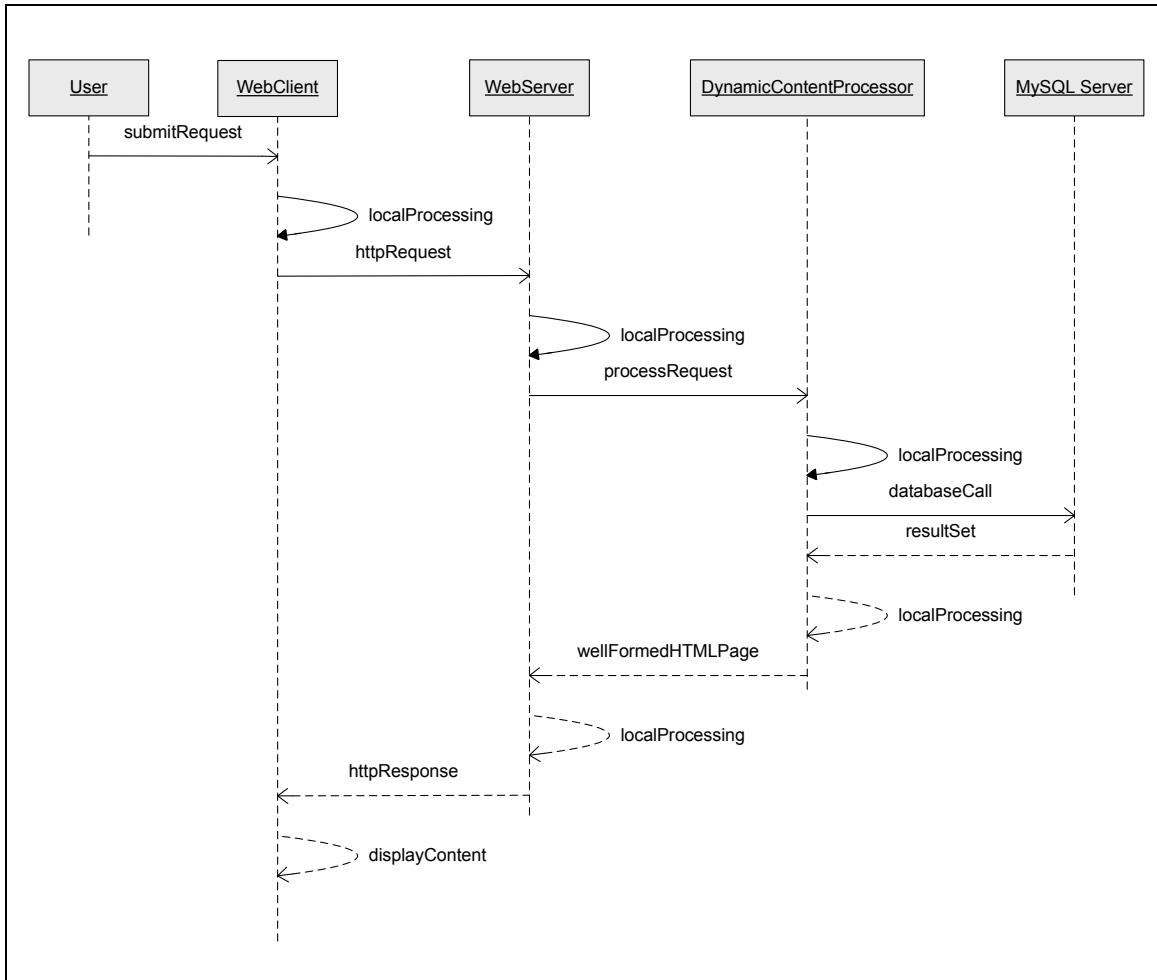 User
WebClient
WebServer
DynamicContentProcessor
MySQL Server
submitRequest
localProcessing
httpRequest
localProcessing
processRequest
localProcessing
databaseCall
resultSet
localProcessing
wellFormedHTMLPage
localProcessing
httpResponse
displayContent